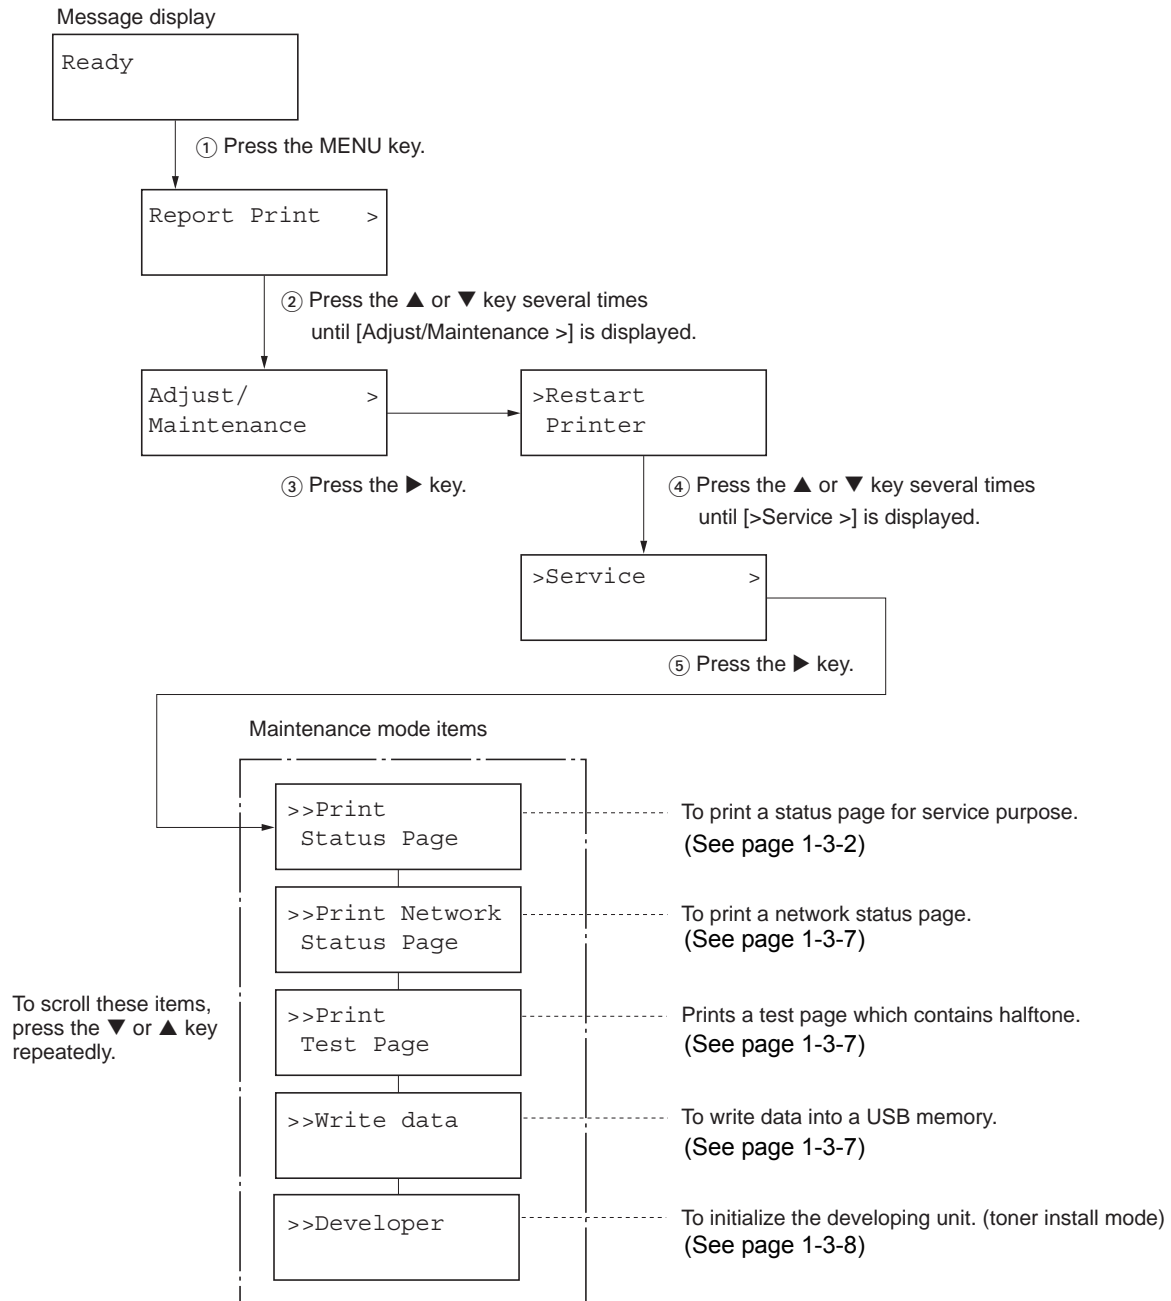 Message display
Ready
① Press the MENU key.
Report Print >
② Press the ▲ or ▼ key several times
until [Adjust/Maintenance >] is displayed.
Adjust/ >
Maintenance
>Restart
Printer
③ Press the ▶ key.
④ Press the ▲ or ▼ key several times
until [>Service >] is displayed.
>Service >
⑤ Press the ▶ key.
Maintenance mode items
>>Print
Status Page
To print a status page for service purpose.
(See page 1-3-2)
>>Print Network
Status Page
To print a network status page.
(See page 1-3-7)
To scroll these items,
press the ▼ or ▲ key
repeatedly.
>>Print
Test Page
Prints a test page which contains halftone.
(See page 1-3-7)
>>Write data
To write data into a USB memory.
(See page 1-3-7)
>>Developer
To initialize the developing unit. (toner install mode)
(See page 1-3-8)